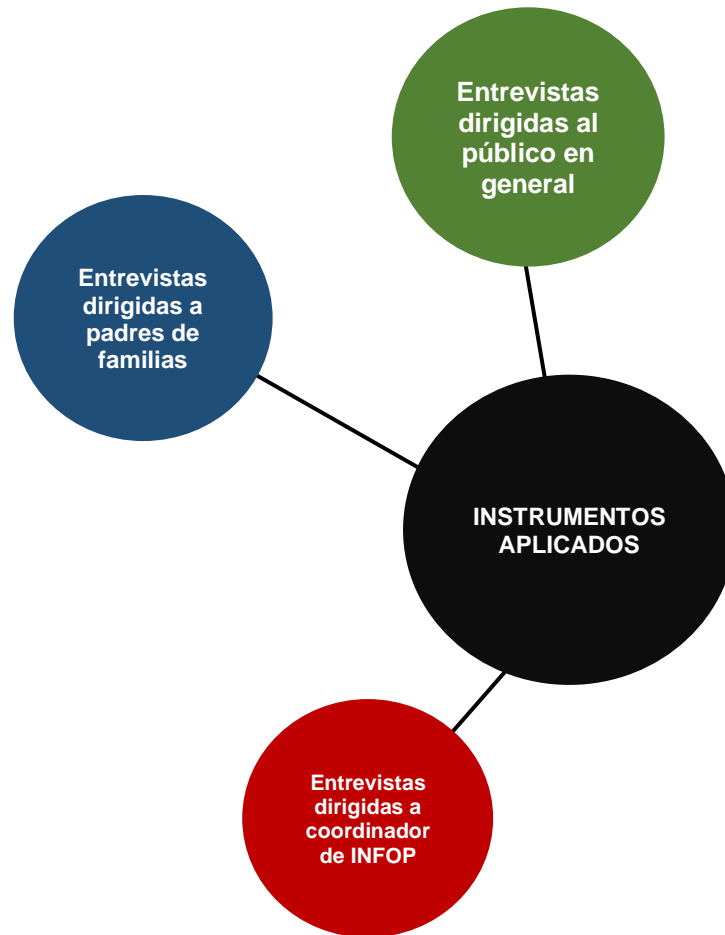 Entrevistas
dirigidas al
público en
general
Entrevistas
dirigidas a
padres de
familias
INSTRUMENTOS
APLICADOS
Entrevistas
dirigidas a
coordinador
de INFOP